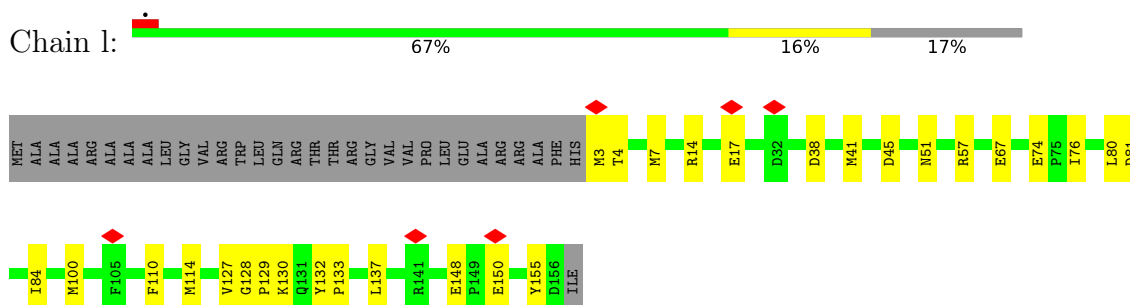 Chain l:
67% 16% 17%
MET ALA ALA ALA ARG ALA ALA ALA LEU GLY VAL ARG TRP LEU GLN ARG THR THR ARG GLY VAL VAL PRO LEU GLU ALA ARG ARG ALA PHE HIS M3 T4 M7 R14 E17 D32 D38 M41 D45 N51 R57 E67 E74 P75 I76 L80 D81
I84 M100 F105 F110 M114 V127 G128 P129 K130 Q131 Y132 P133 L137 R141 E148 P149 E150 Y155 D156 ILE